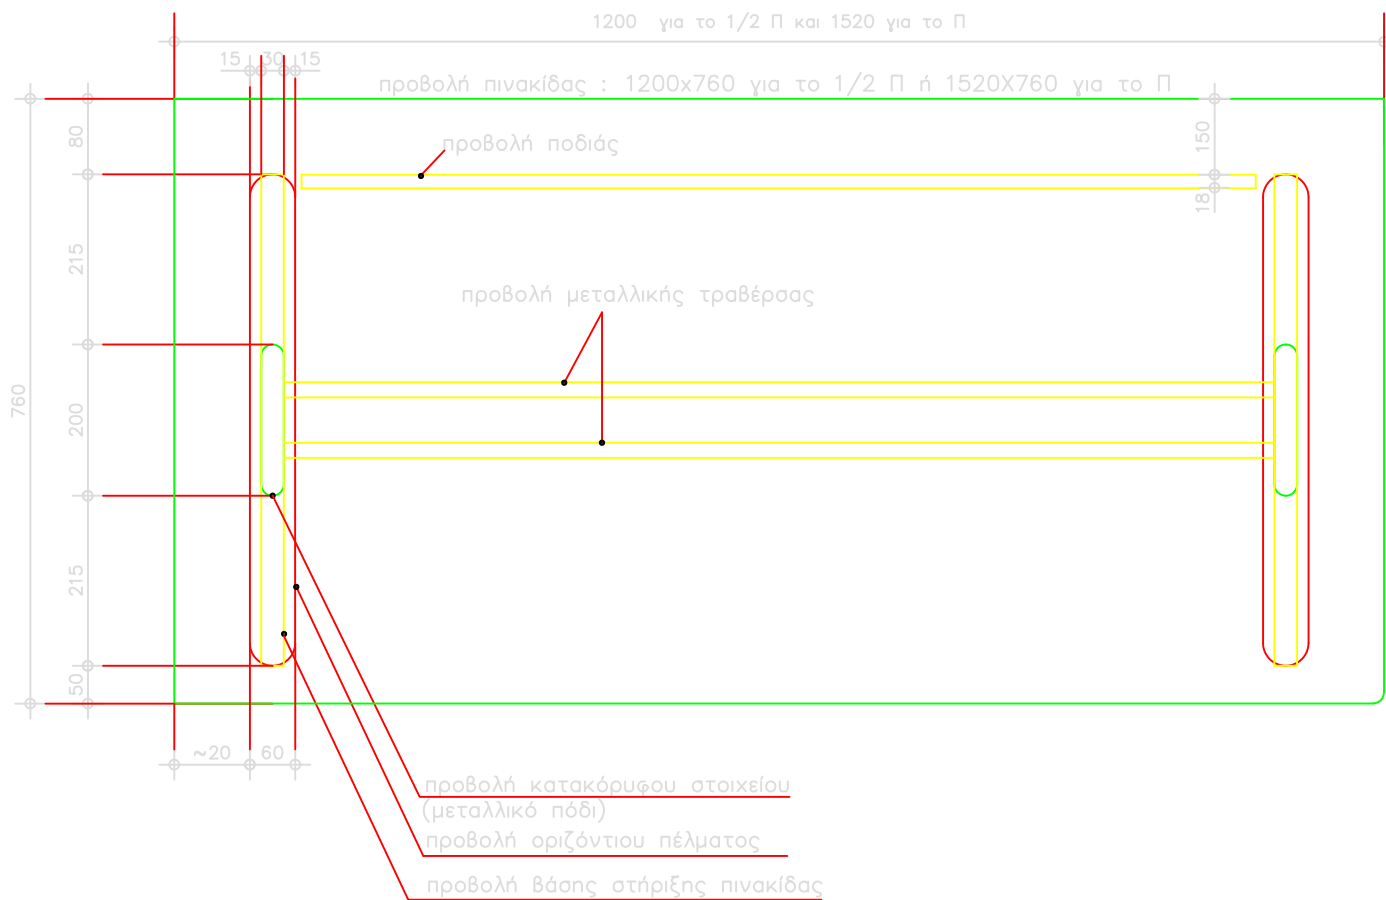 1200 για το 1/2 Π και 1520 για το Π
15 30 15
προβολή πινακίδας : 1200x760 για το 1/2 Π ή 1520X760 για το Π
80
150
προβολή ποδιάς
18
215
προβολή μεταλλικής τραβέρσας
760
200
215
50
~20 60
προβολή κατακόρυφου στοιχείου
(μεταλλικό πόδι)
προβολή οριζόντιου πέλματος
προβολή βάσης στήριξης πινακίδας